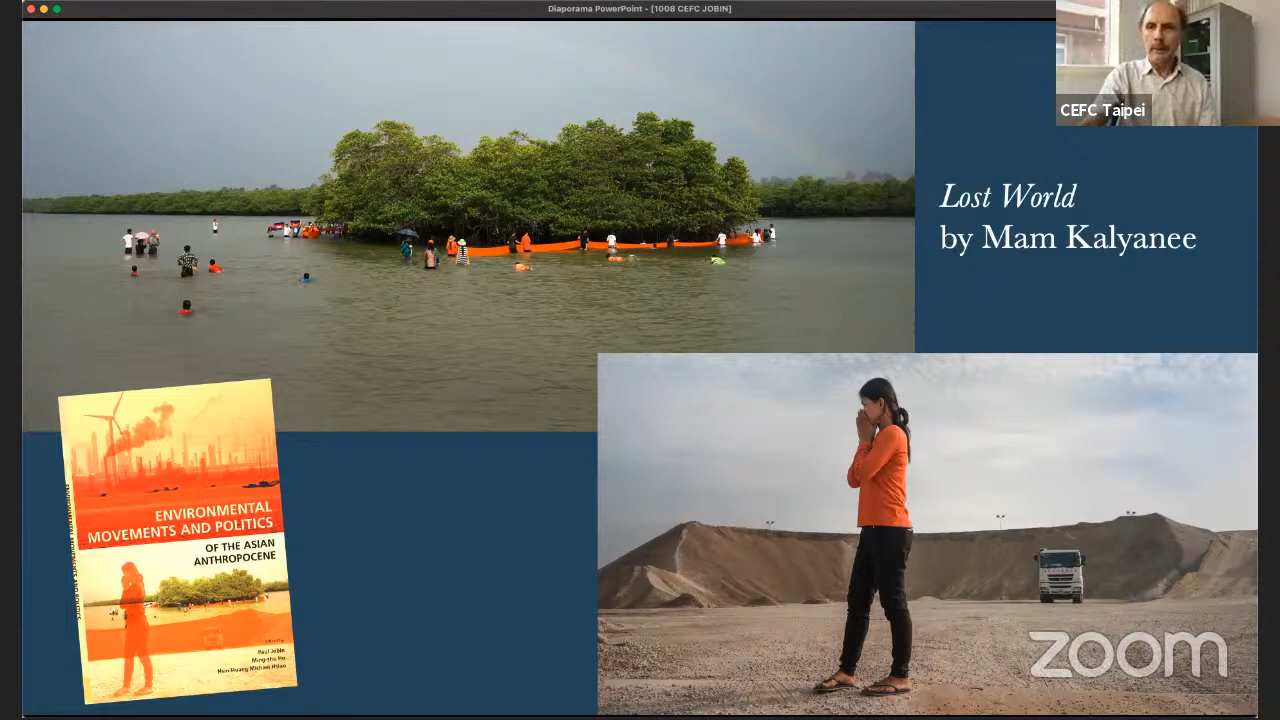 Diaporama PowerPoint - [1008 CEFC JOBIN]
CEFC Taipei
Lost World
by Mam Kalyanee
ENVIRONMENTAL
MOVEMENTS AND POLITICS
OF THE ASIAN
ANTHROPOCENE
Paul Jobin
Ming-sho Ho
Hsin-Huang Michael Hsiao
zoom